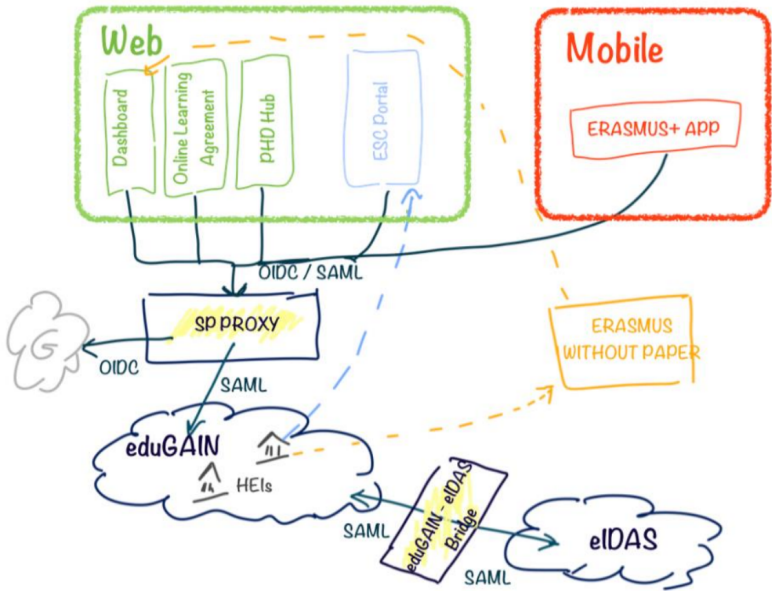 Web
Mobile
Dashboard
Online Learning
Agreement
PHD Hub
ESC Portal
ERASMUS+ APP
OIDC / SAML
SP PROXY
G
OIDC
SAML
ERASMUS
WITHOUT PAPER
eduGAIN
HEIs
SAML
eduGAIN - eIDAS
Bridge
SAML
eIDAS